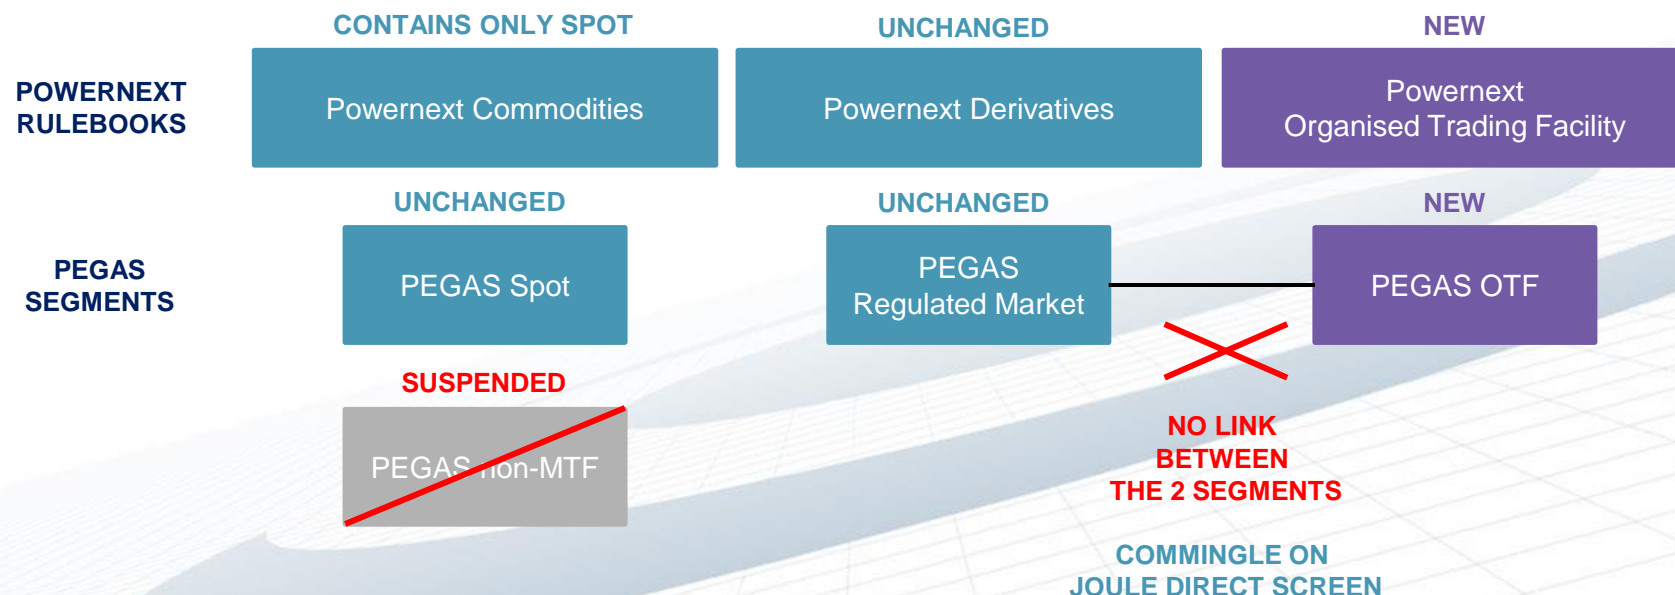 CONTAINS ONLY SPOT
UNCHANGED
NEW
POWERNEXT
RULEBOOKS
Powernext Commodities
Powernext Derivatives
Powernext
Organised Trading Facility
UNCHANGED
UNCHANGED
NEW
PEGAS
SEGMENTS
PEGAS Spot
PEGAS
Regulated Market
PEGAS OTF
SUSPENDED
PEGAS non-MTF
NO LINK
BETWEEN
THE 2 SEGMENTS
COMMINGLE ON
JOULE DIRECT SCREEN